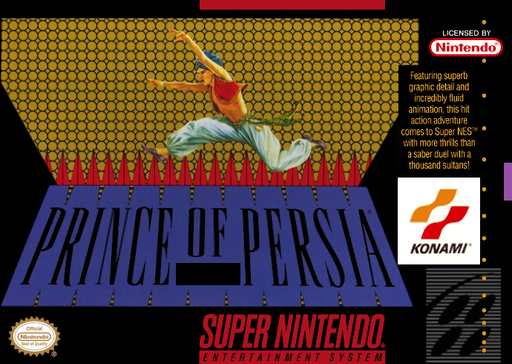 LICENSED BY
Nintendo®
Featuring superb
graphic detail and
incredibly fluid
animation, this hit
action adventure
comes to Super NES™
with more thrills than
a saber duel with a
thousand sultans!
PRINCE OF PERSIA®
KONAMI®
Official
Nintendo
Seal of Quality
SUPER NINTENDO®
ENTERTAINMENT SYSTEM